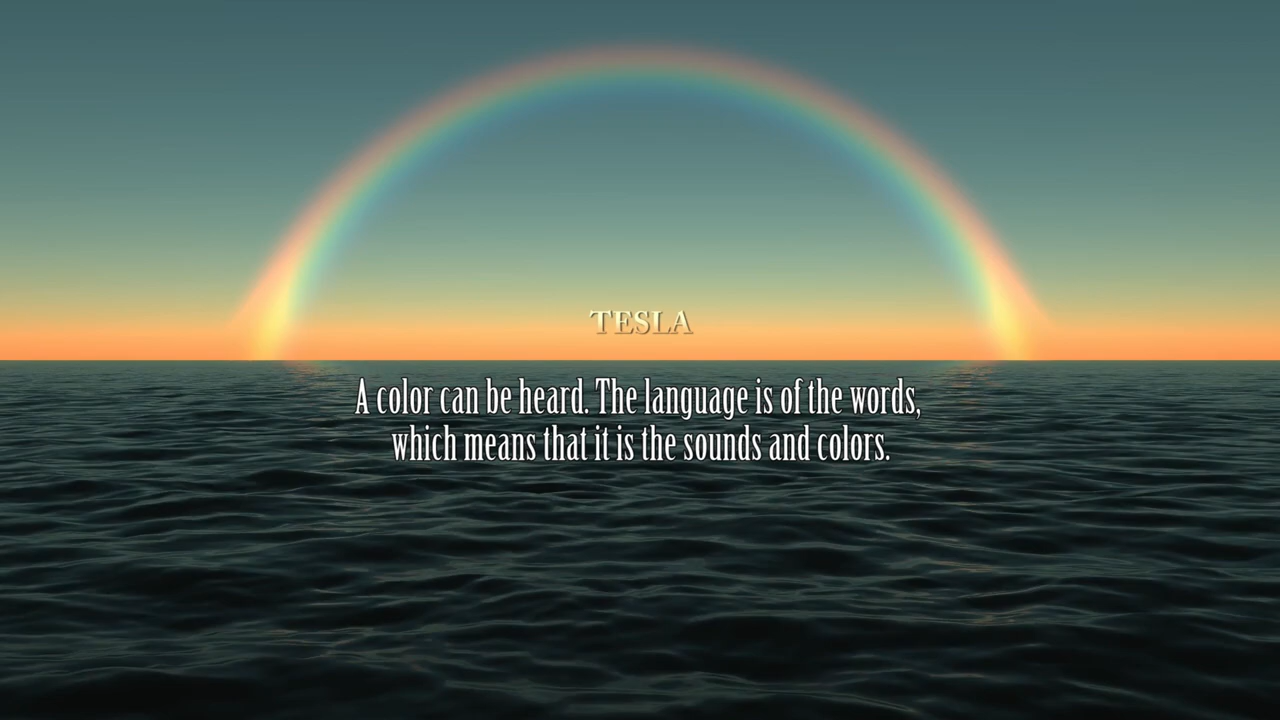 TESLA
A color can be heard. The language is of the words,
which means that it is the sounds and colors.